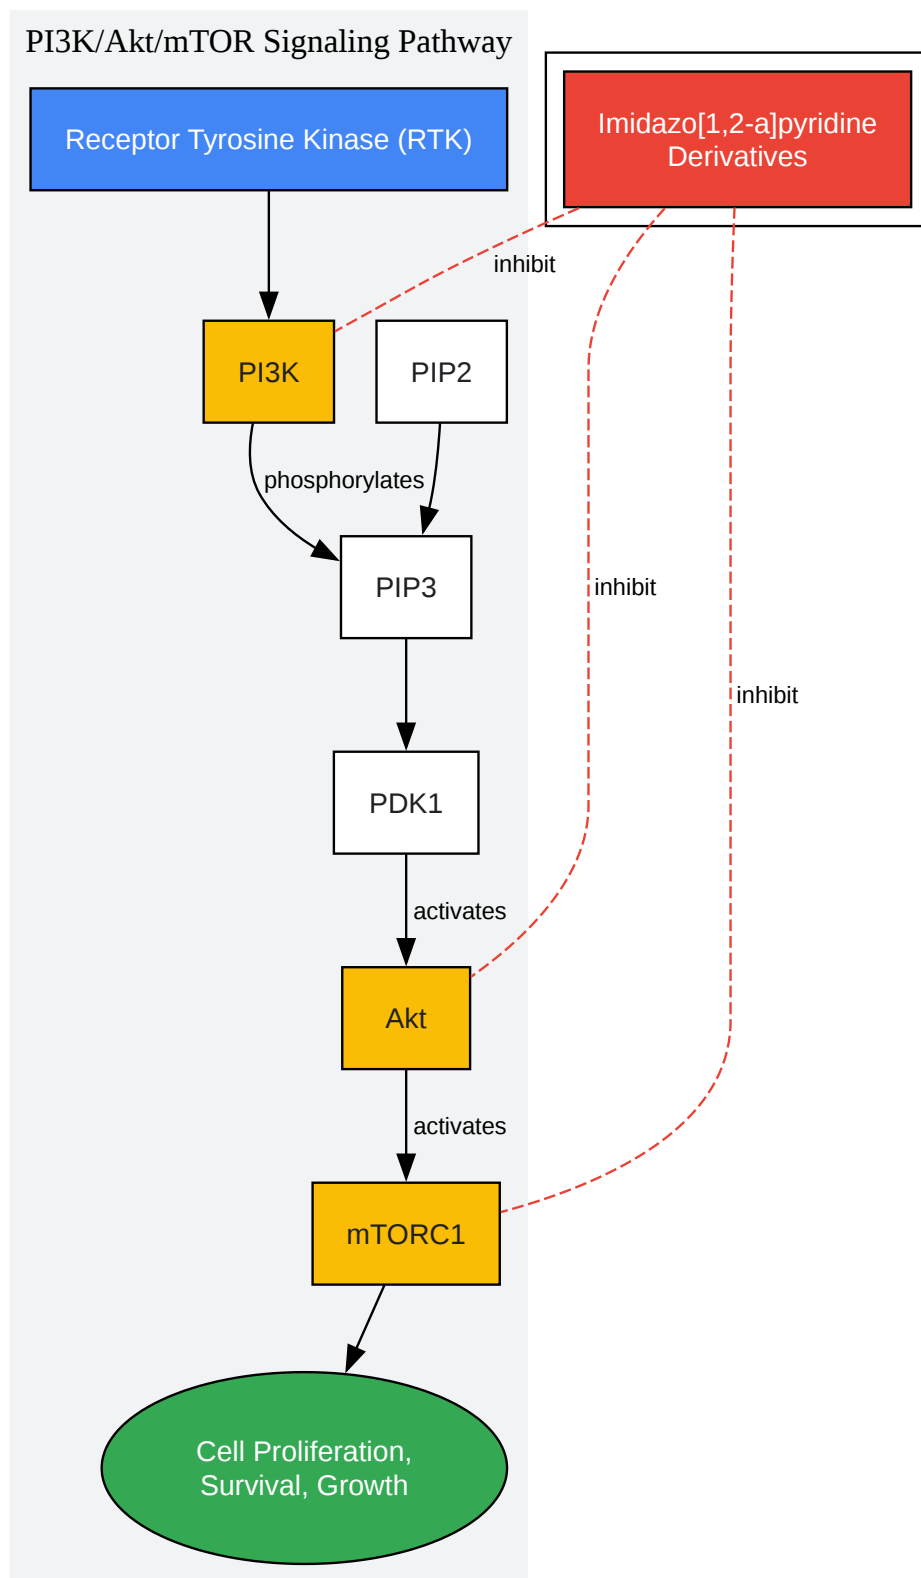 PI3K/Akt/mTOR Signaling Pathway
Receptor Tyrosine Kinase (RTK)
Imidazo[1,2-a]pyridine
Derivatives
inhibit
PI3K
PIP2
phosphorylates
PIP3
inhibit
inhibit
PDK1
activates
Akt
activates
mTORC1
Cell Proliferation,
Survival, Growth